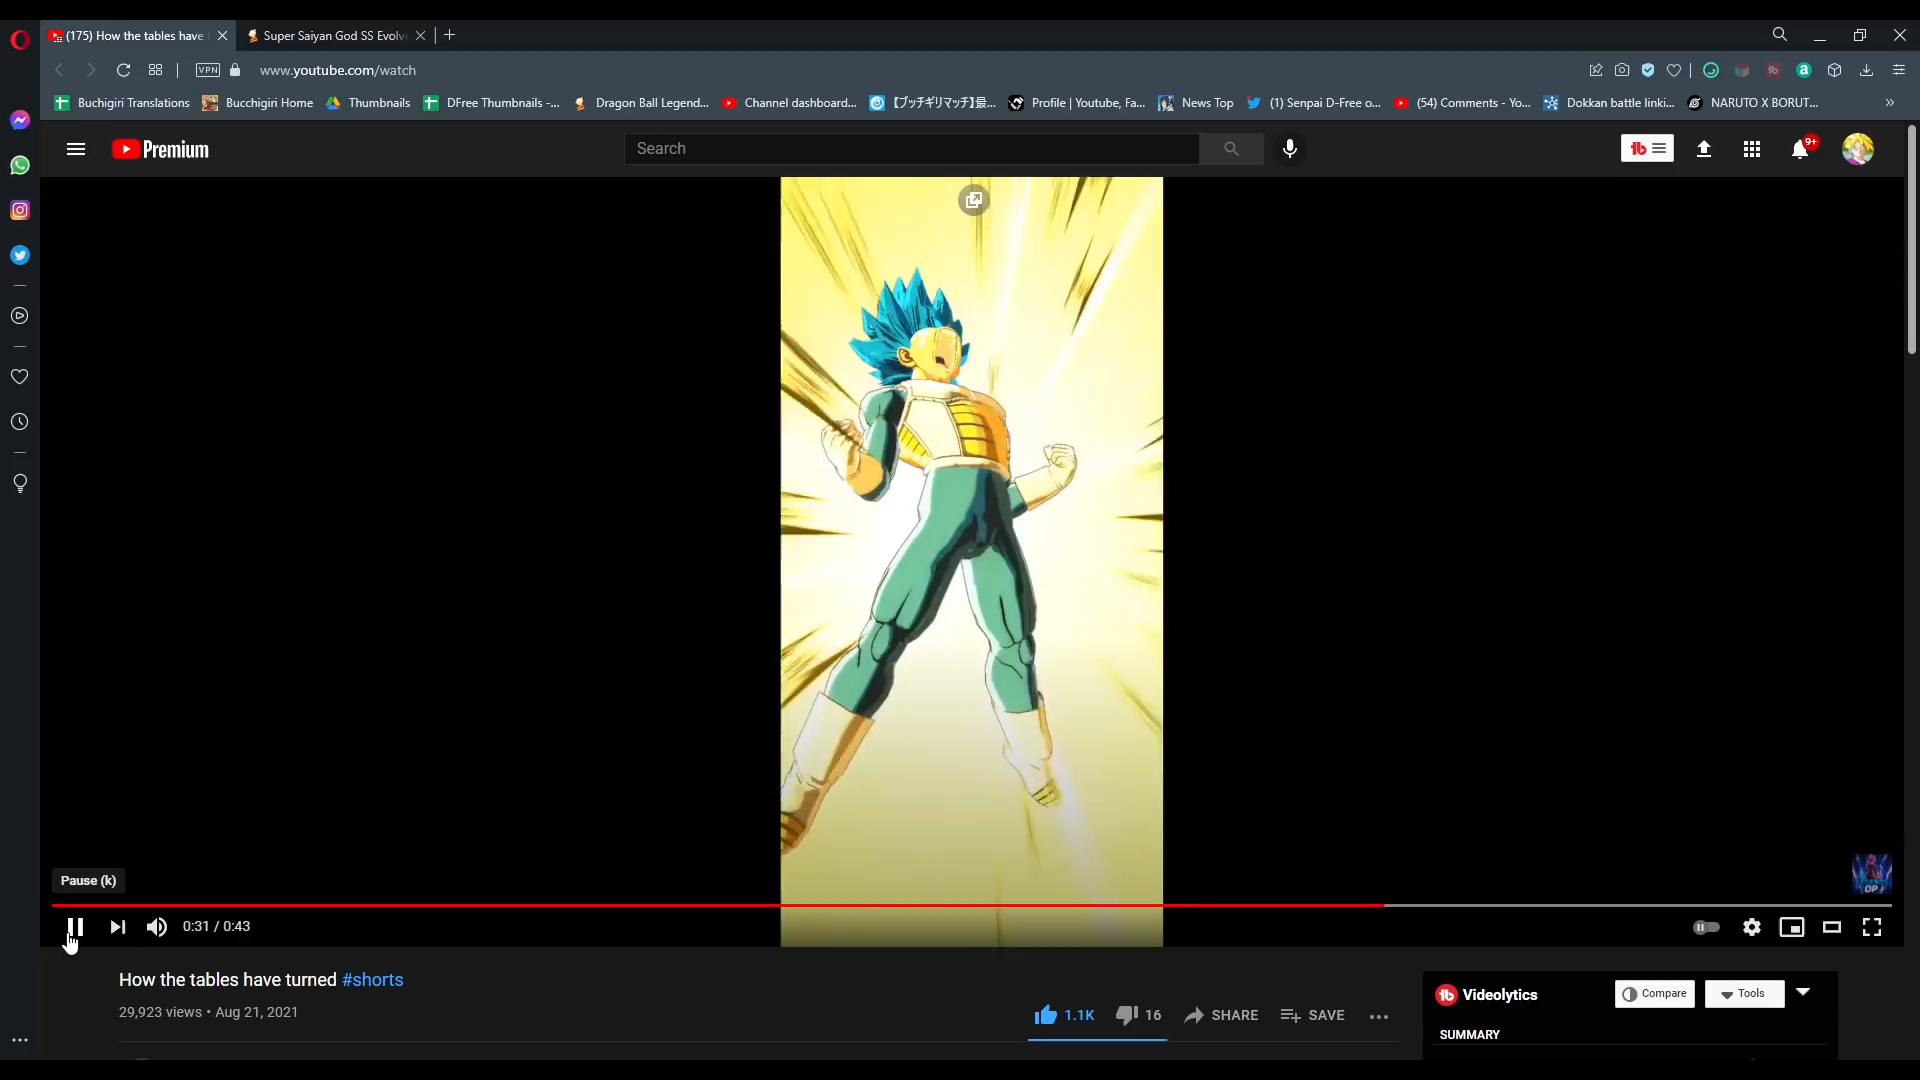 (175) How the tables have
Super Saiyan God SS Evolv
VPN
www.youtube.com/watch
Buchigiri Translations
Bucchigiri Home
Thumbnails
DFree Thumbnails -...
Dragon Ball Legend...
Channel dashboard...
【ブッチギリマッチ】最...
Profile | Youtube, Fa...
News Top
(1) Senpai D-Free o...
(54) Comments - Yo...
Dokkan battle linki...
NARUTO X BORUT...
Premium
Search
9+
Pause (k)
0:31 / 0:43
OP
How the tables have turned #shorts
29,923 views • Aug 21, 2021
1.1K
16
SHARE
SAVE
Videolytics
Compare
Tools
SUMMARY